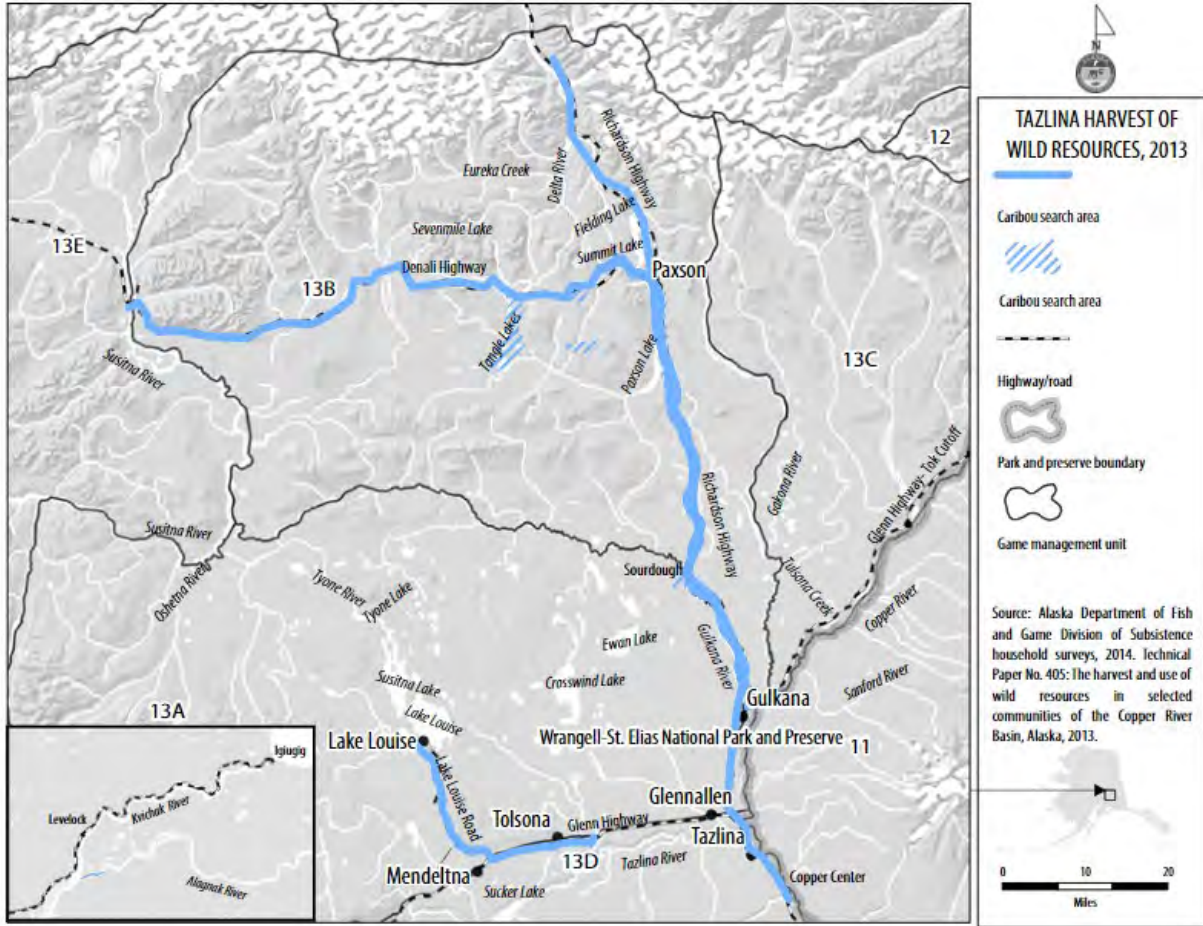 12
Eureka Creek
Delta River
Richardson Highway
Sevenmile Lake
Fielding Lake
13E
Summit Lake
Denali Highway
Paxson
13B
Tangle Lakes
Susitna River
Paxson Lake
13C
Gakona River
Glenn Highway- Tok Cutoff
Richardson Highway
Susitna River
Oshetna River
Tyone River
Tyone Lake
Sourdough
Tulsona Creek
Copper River
Ewan Lake
Gulkana River
Susitna Lake
Crosswind Lake
Sanford River
13A
Lake Louise
Gulkana
Lake Louise
Wrangell-St. Elias National Park and Preserve
11
Lake Louise Road
Glennallen
Tolsona
Glenn Highway
Tazlina
13D
Tazlina River
Mendeltna
Sucker Lake
Copper Center
Igiugig
Levelock
Kvichak River
Alagnak River
N
TAZLINA HARVEST OF
WILD RESOURCES, 2013
Caribou search area
Caribou search area
Highway/road
Park and preserve boundary
Game management unit
Source: Alaska Department of Fish
and Game Division of Subsistence
household surveys, 2014. Technical
Paper No. 405: The harvest and use of
wild resources in selected
communities of the Copper River
Basin, Alaska, 2013.
0 10 20
Miles